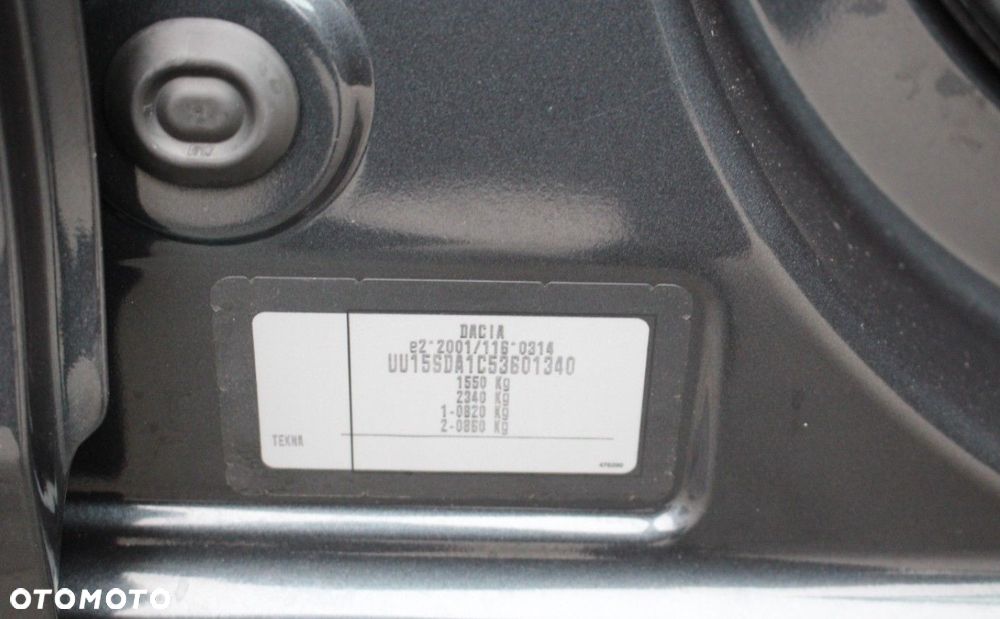 DACIA
e2*2001/116*0314
UU15SDA1C53601340
1550 Kg
2340 Kg
1-0820 Kg
2-0860 Kg
TEKNA
OTOMOTO